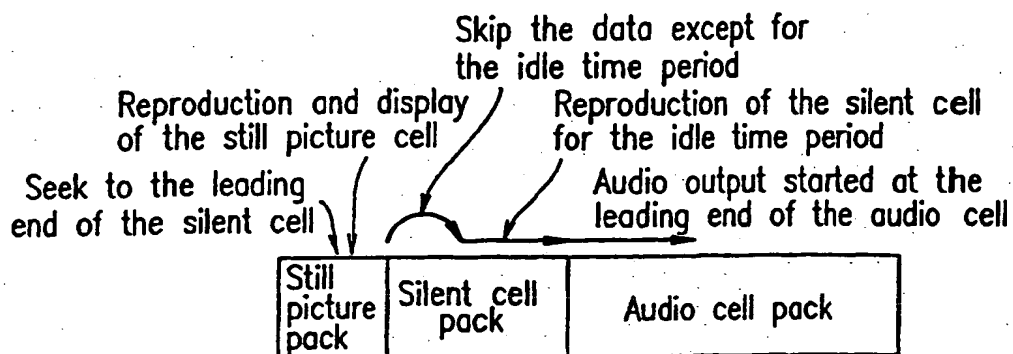 Skip the data except for
the idle time period
Reproduction and display
of the still picture cell
Reproduction of the silent cell
for the idle time period
Seek to the leading
end of the silent cell
Audio output started at the
leading end of the audio cell
Still
picture
pack
Silent cell
pack
Audio cell pack